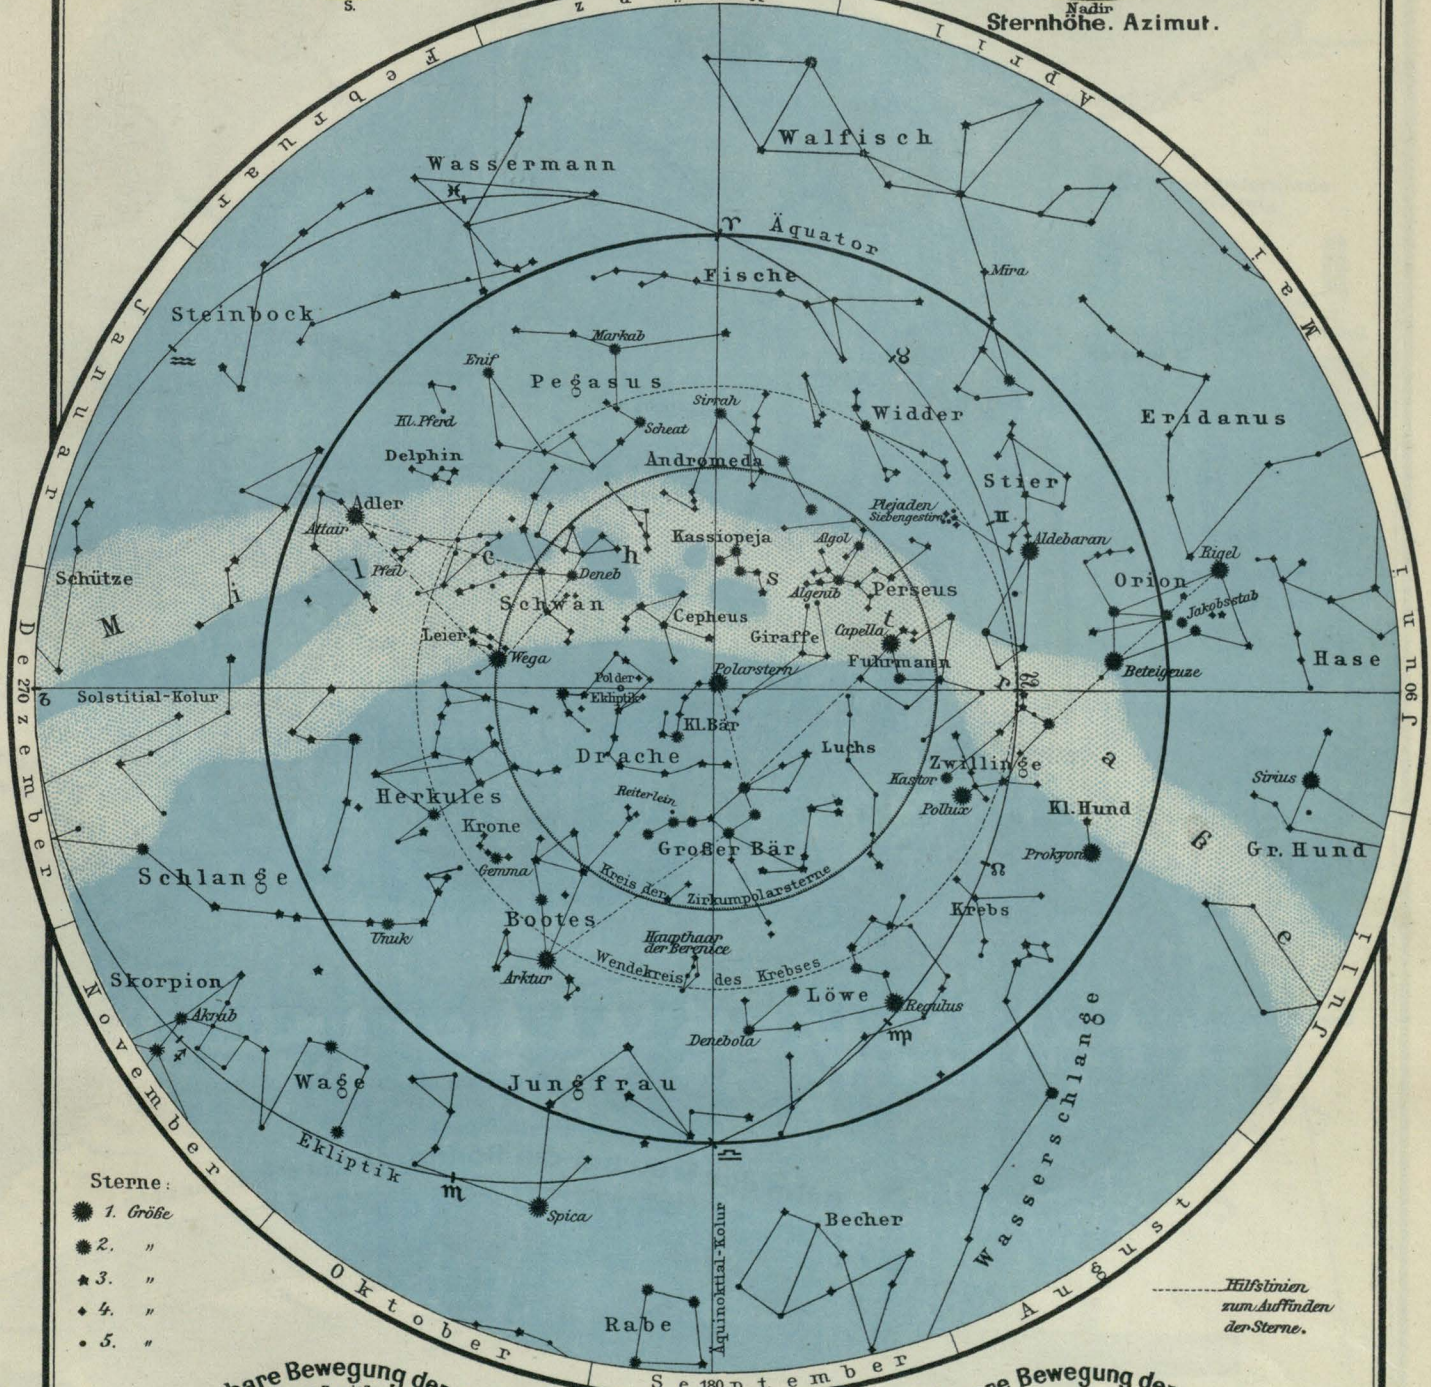 S.
Nadir
Sternhöhe. Azimut.
Februar
April
Walfisch
Wassermann
Äquator
Fische
Mira
Mai
Januar
Steinbock
Markab
Enif
Pegasus
Sirrah
Widder
Eridanus
Kl. Pferd
Scheat
Delphin
Andromeda
Stier
Adler
Attair
Plejaden
Siebengestirn
Kassiopeja
Algol
Aldebaran
Rigel
Milchstraße
Schütze
Pfeil
Deneb
Orion
Algenib
Perseus
Schwan
Jakobsstab
Cepheus
Leier
Giraffe
Capella
Wega
Fuhrmann
Hase
Pol der
Ekliptik
Polarstern
Beteigeuze
Dezember
270
Solstitial-Kolur
90
Juni
Kl. Bär
Drache
Luchs
Zwillinge
Kastor
Sirius
Herkules
Reiterlein
Pollux
Kl. Hund
Krone
Großer Bär
Prokyon
Gr. Hund
Gemma
Schlange
Kreis der Zirkumpolarsterne
Bootes
Krebs
Unuk
Haupthaar
der Berenice
Arktur
Wendekreis des Krebses
Skorpion
Löwe
Regulus
Akrab
Denebola
Juli
November
Wage
Jungfrau
Wasserschlange
Ekliptik
Spica
Becher
Äquinoktial-Kolur
Rabe
August
Oktober
September
180
Sterne:
1. Größe
2. "
3. "
4. "
5. "
Hilfslinien
zum Auffinden
der Sterne.
bare Bewegung der
re Bewegung de